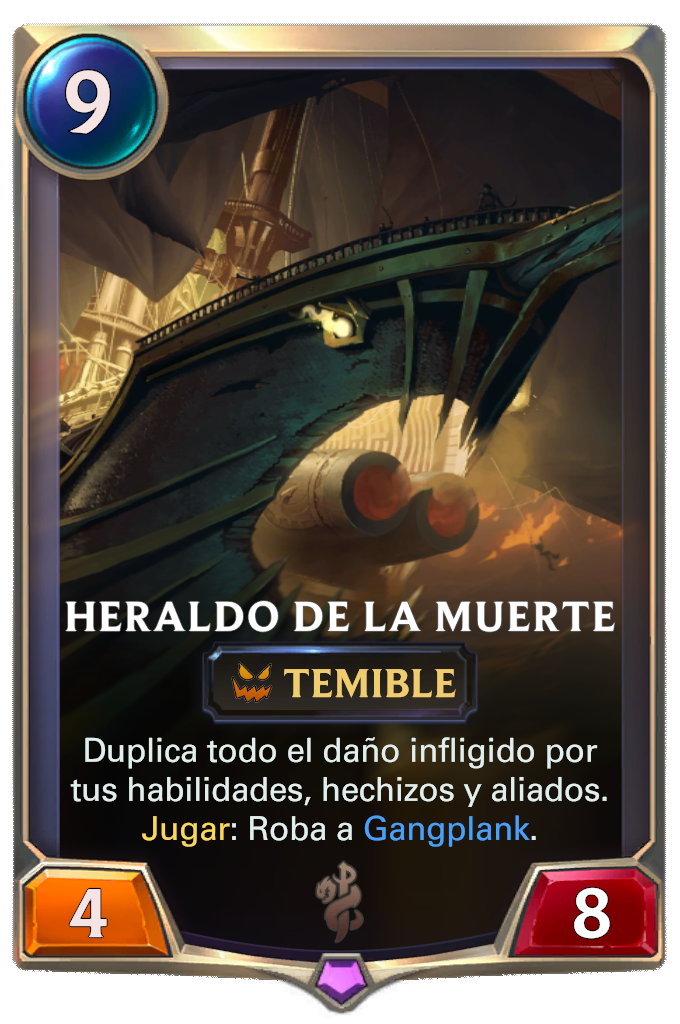 9
HERALDO DE LA MUERTE
TEMIBLE
Duplica todo el daño infligido por
tus habilidades, hechizos y aliados.
Jugar: Roba a Gangplank.
4
8